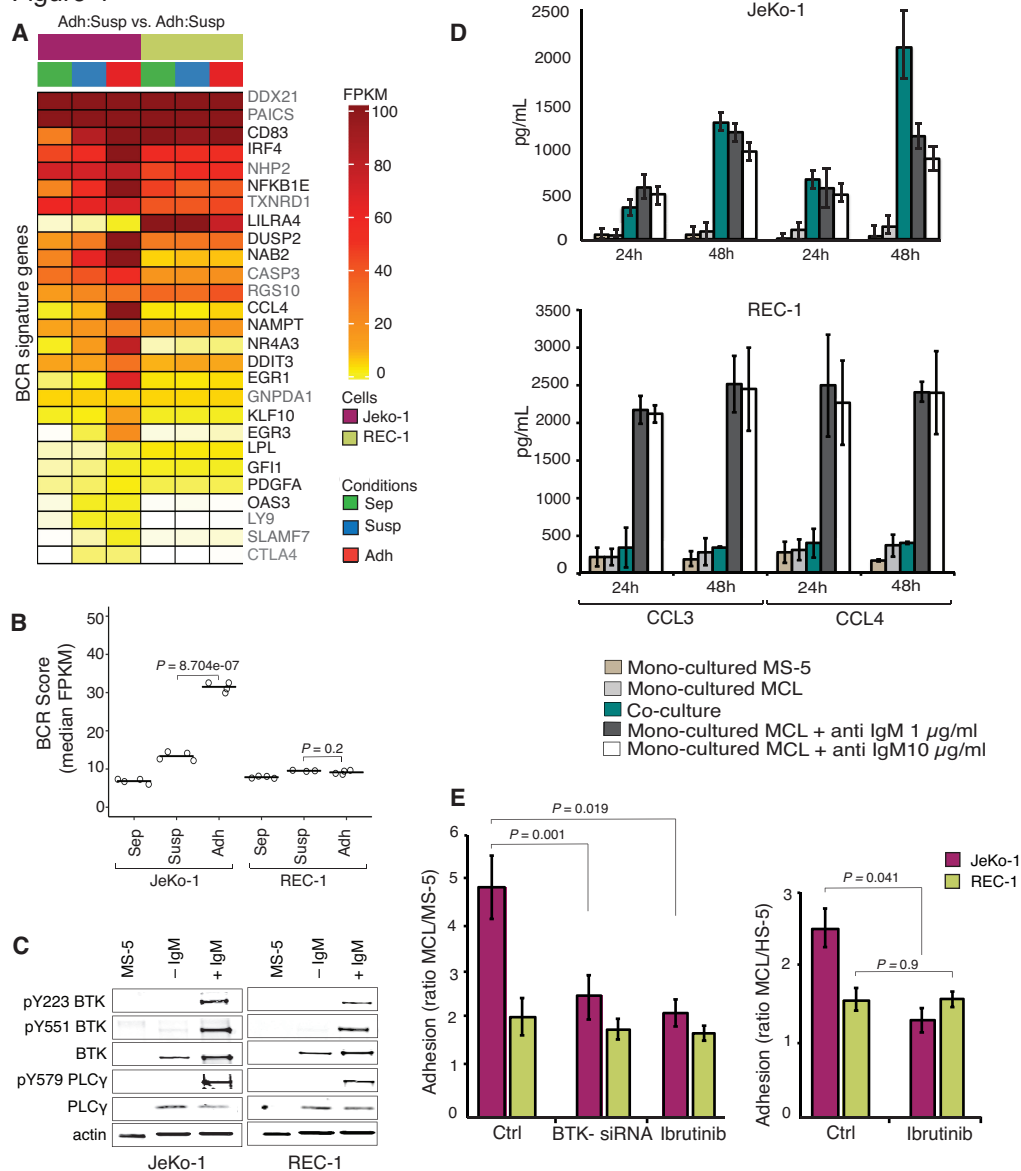 Adh:Susp vs. Adh:Susp
A
DDX21
PAICS
CD83
IRF4
NHP2
NFKB1E
TXNRD1
LILRA4
DUSP2
NAB2
CASP3
RGS10
CCL4
NAMPT
NR4A3
DDIT3
EGR1
GNPDA1
KLF10
EGR3
LPL
GFI1
PDGFA
OAS3
LY9
SLAMF7
CTLA4
BCR signature genes
FPKM
100
80
60
40
20
0
Cells
Jeko-1
REC-1
Conditions
Sep
Susp
Adh
B
BCR Score
(median FPKM)
50
40
30
20
10
0
P = 8.704e-07
P = 0.2
Sep
Susp
Adh
Sep
Susp
Adh
JeKo-1
REC-1
C
MS-5
– IgM
+ IgM
MS-5
– IgM
+ IgM
pY223 BTK
pY551 BTK
BTK
pY579 PLCγ
PLCγ
actin
JeKo-1
REC-1
D
JeKo-1
pg/mL
2500
2000
1500
1000
500
0
24h
48h
24h
48h
REC-1
pg/mL
3500
3000
2500
2000
1500
1000
500
0
24h
48h
24h
48h
CCL3
CCL4
Mono-cultured MS-5
Mono-cultured MCL
Co-culture
Mono-cultured MCL + anti IgM 1 µg/ml
Mono-cultured MCL + anti IgM10 µg/ml
E
Adhesion (ratio MCL/MS-5)
6
5
4
3
2
1
0
P = 0.019
P = 0.001
Ctrl
BTK- siRNA
Ibrutinib
JeKo-1
REC-1
Adhesion (ratio MCL/HS-5)
3
2
1
0
P = 0.041
P = 0.9
Ctrl
Ibrutinib